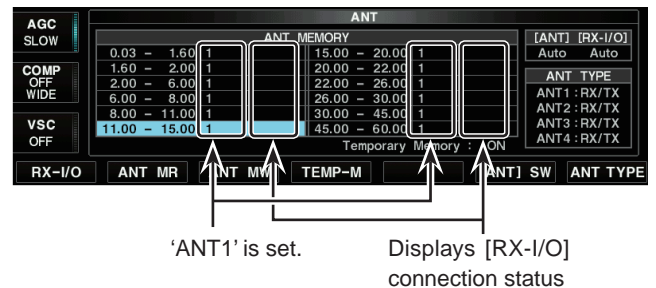 ANT
AGC
SLOW
COMP
OFF
WIDE
VSC
OFF
ANT MEMORY
0.03 – 1.60 1
1.60 – 2.00 1
2.00 – 6.00 1
6.00 – 8.00 1
8.00 – 11.00 1
11.00 – 15.00 1
15.00 – 20.00 1
20.00 – 22.00 1
22.00 – 26.00 1
26.00 – 30.00 1
30.00 – 45.00 1
45.00 – 60.00 1
Temporary Memory : ON
[ANT] [RX-I/O]
Auto Auto
ANT TYPE
ANT1 : RX/TX
ANT2 : RX/TX
ANT3 : RX/TX
ANT4 : RX/TX
RX–I/O ANT MR ANT MW TEMP–M [ANT] SW ANT TYPE
‘ANT1’ is set.
Displays [RX-I/O]
connection status